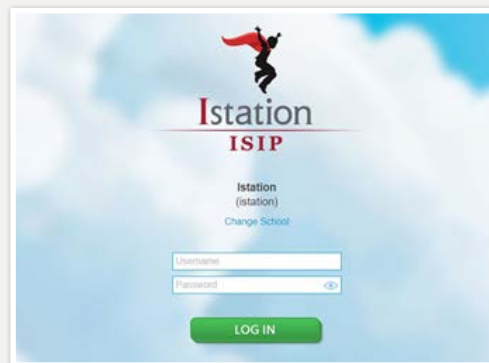 Istation
ISIP
Istation
(istation)
Change School
Username
Password
LOG IN